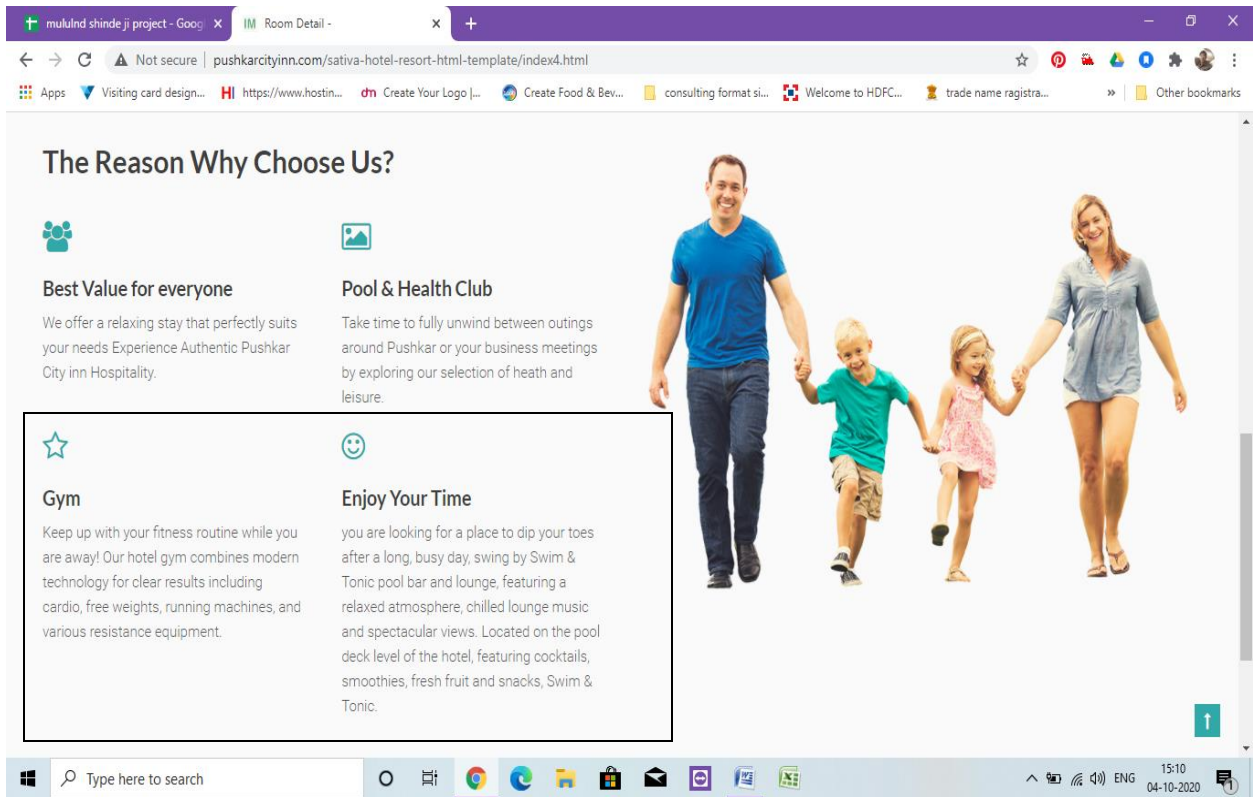 mululnd shinde ji project - Goog
IM Room Detail -
Not secure | pushkarcityinn.com/sativa-hotel-resort-html-template/index4.html
Apps
Visiting card design...
https://www.hostin...
Create Your Logo |...
Create Food & Bev...
consulting format si...
Welcome to HDFC...
trade name ragistra...
»
Other bookmarks
The Reason Why Choose Us?
Best Value for everyone
We offer a relaxing stay that perfectly suits
your needs Experience Authentic Pushkar
City inn Hospitality.
Pool & Health Club
Take time to fully unwind between outings
around Pushkar or your business meetings
by exploring our selection of heath and
leisure.
Gym
Keep up with your fitness routine while you
are away! Our hotel gym combines modern
technology for clear results including
cardio, free weights, running machines, and
various resistance equipment.
Enjoy Your Time
you are looking for a place to dip your toes
after a long, busy day, swing by Swim &
Tonic pool bar and lounge, featuring a
relaxed atmosphere, chilled lounge music
and spectacular views. Located on the pool
deck level of the hotel, featuring cocktails,
smoothies, fresh fruit and snacks, Swim &
Tonic.
Type here to search
ENG
15:10
04-10-2020
1